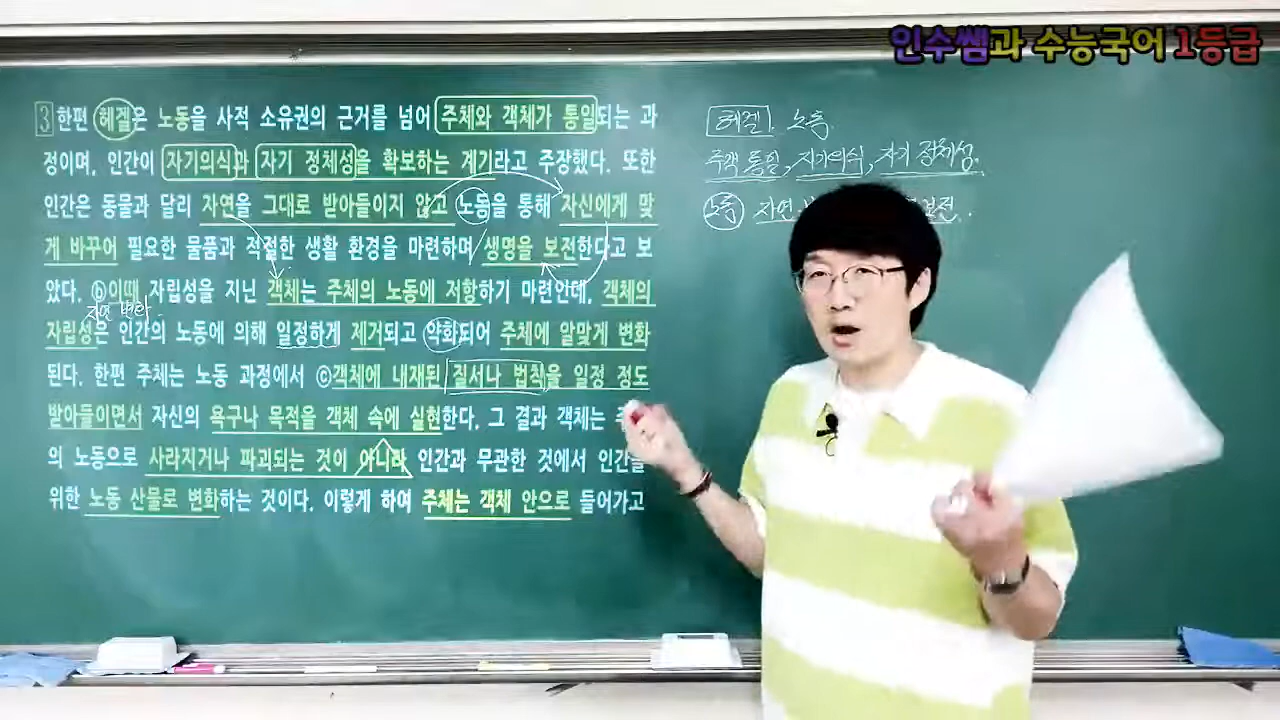 인수쌤과 수능국어 1등급
3 한편 헤겔은 노동을 사적 소유권의 근거를 넘어 주체와 객체가 통일되는 과
정이며, 인간이 자기의식과 자기 정체성을 확보하는 계기라고 주장했다. 또한
인간은 동물과 달리 자연을 그대로 받아들이지 않고 노동을 통해 자신에게 맞
게 바꾸어 필요한 물품과 적절한 생활 환경을 마련하며 생명을 보전한다고 보
았다. ⓑ이때 자립성을 지닌 객체는 주체의 노동에 저항하기 마련인데, 객체의
자립성은 인간의 노동에 의해 일정하게 제거되고 약화되어 주체에 알맞게 변화
된다. 한편 주체는 노동 과정에서 ⓒ객체에 내재된 질서나 법칙을 일정 정도
받아들이면서 자신의 욕구나 목적을 객체 속에 실현한다. 그 결과 객체는
의 노동으로 사라지거나 파괴되는 것이 아니라 인간과 무관한 것에서 인간을
위한 노동 산물로 변화하는 것이다. 이렇게 하여 주체는 객체 안으로 들어가고
헤겔. 노동.
주객 통일, 자기의식, 자기 정체성.
노동 자연 보전.